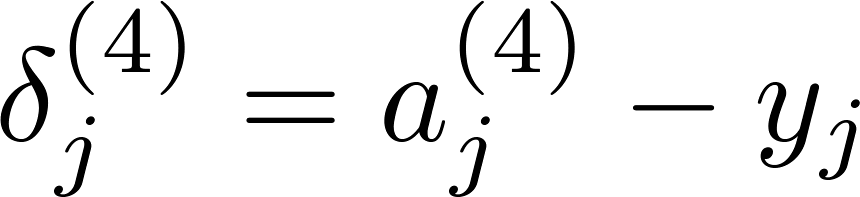 δ_j^{(4)} = a_j^{(4)} − y_j